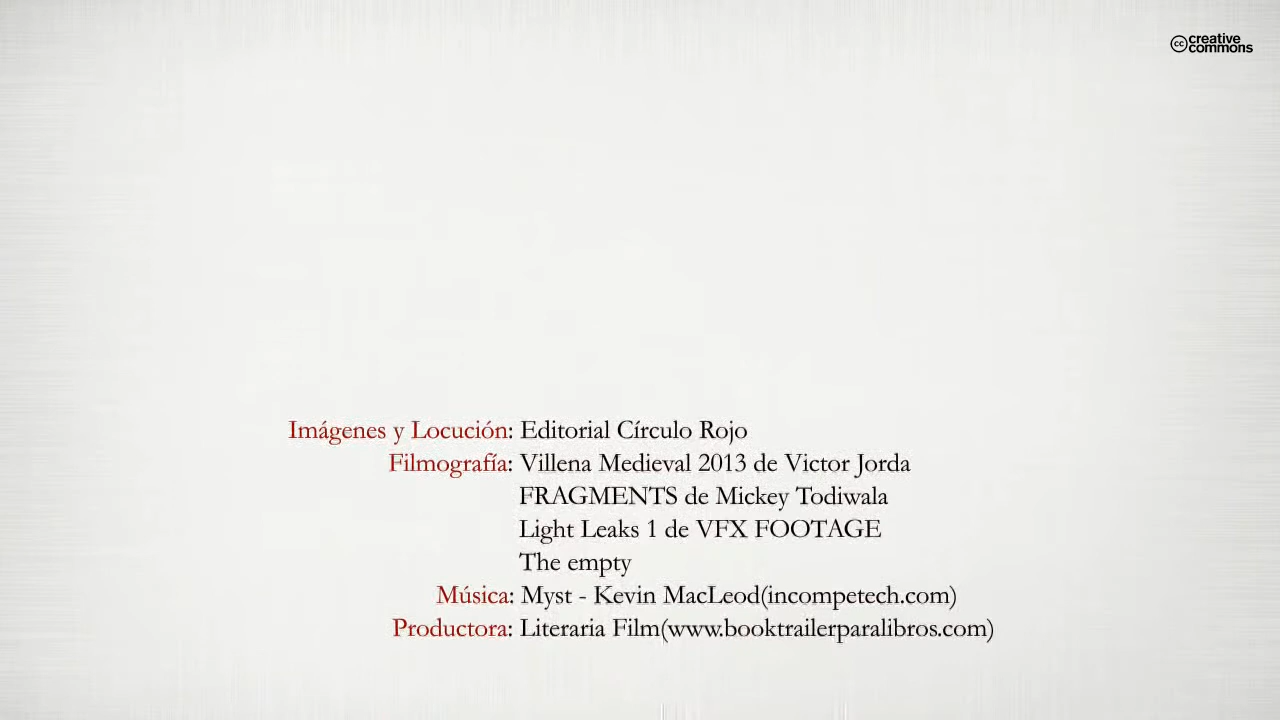 cc creative
commons
Imágenes y Locución: Editorial Círculo Rojo
Filmografía: Villena Medieval 2013 de Victor Jorda
FRAGMENTS de Mickey Todiwala
Light Leaks 1 de VFX FOOTAGE
The empty
Música: Myst - Kevin MacLeod(incompetech.com)
Productora: Literaria Film(www.booktrailerparalibros.com)